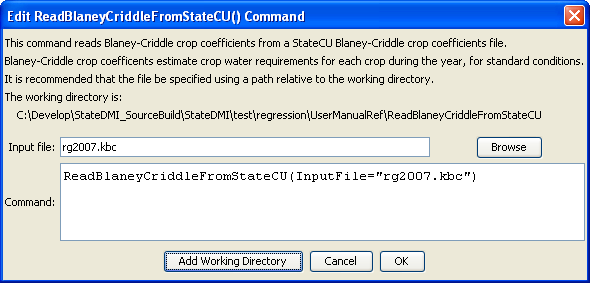 Edit ReadBlaneyCriddleFromStateCU() Command
This command reads Blaney-Criddle crop coefficients from a StateCU Blaney-Criddle crop coefficients file.
Blaney-Criddle crop coefficents estimate crop water requirements for each crop during the year, for standard conditions.
It is recommended that the file be specified using a path relative to the working directory.
The working directory is:
C:\Develop\StateDMI_SourceBuild\StateDMI\test\regression\UserManualRef\ReadBlaneyCriddleFromStateCU
Input file: rg2007.kbc Browse
Command: ReadBlaneyCriddleFromStateCU(InputFile="rg2007.kbc")
Add Working Directory Cancel OK